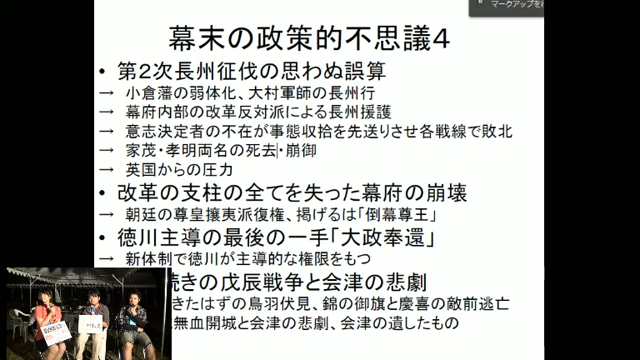 マークアップを
幕末の政策的不思議4
• 第2次長州征伐の思わぬ誤算
→ 小倉藩の弱体化、大村軍師の長州行
→ 幕府内部の改革反対派による長州援護
→ 意志決定者の不在が事態収拾を先送りさせ各戦線で敗北
→ 家茂・孝明両名の死去・崩御
→ 英国からの圧力
• 改革の支柱の全てを失った幕府の崩壊
→ 朝廷の尊皇攘夷派復権、掲げるは「倒幕尊王」
• 徳川主導の最後の一手「大政奉還」
→ 新体制で徳川が主導的な権限をもつ
続きの戊辰戦争と会津の悲劇
きたはずの鳥羽伏見、錦の御旗と慶喜の敵前逃亡
無血開城と会津の悲劇、会津の遺したもの